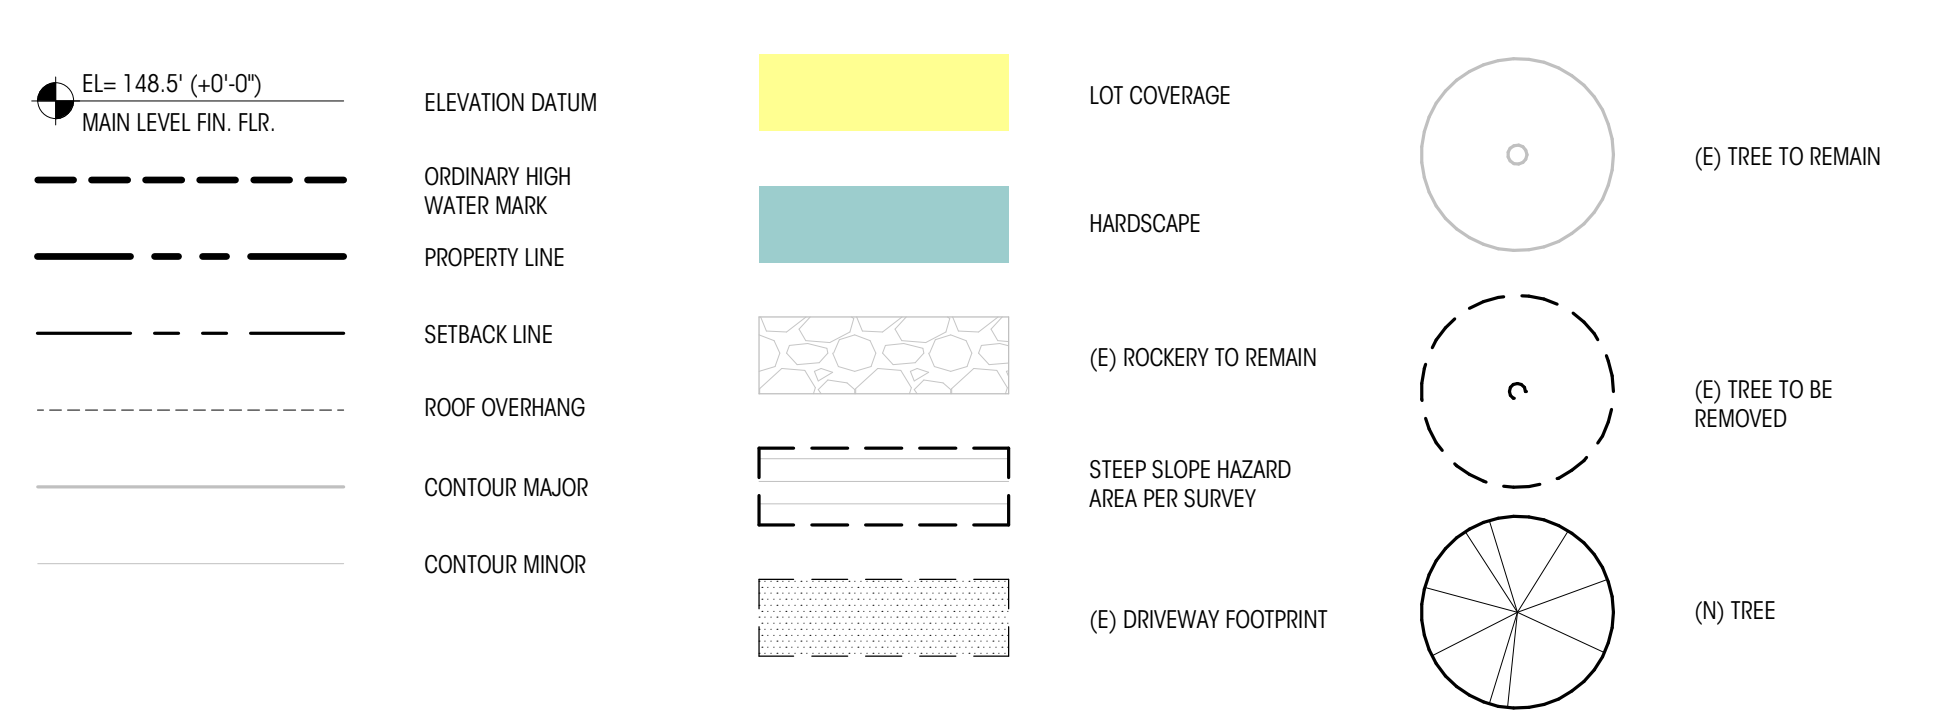 EL= 148.5' (+0'-0")
MAIN LEVEL FIN. FLR.
ELEVATION DATUM
ORDINARY HIGH
WATER MARK
PROPERTY LINE
SETBACK LINE
ROOF OVERHANG
CONTOUR MAJOR
CONTOUR MINOR
LOT COVERAGE
HARDSCAPE
(E) ROCKERY TO REMAIN
STEEP SLOPE HAZARD
AREA PER SURVEY
(E) DRIVEWAY FOOTPRINT
(E) TREE TO REMAIN
(E) TREE TO BE
REMOVED
(N) TREE